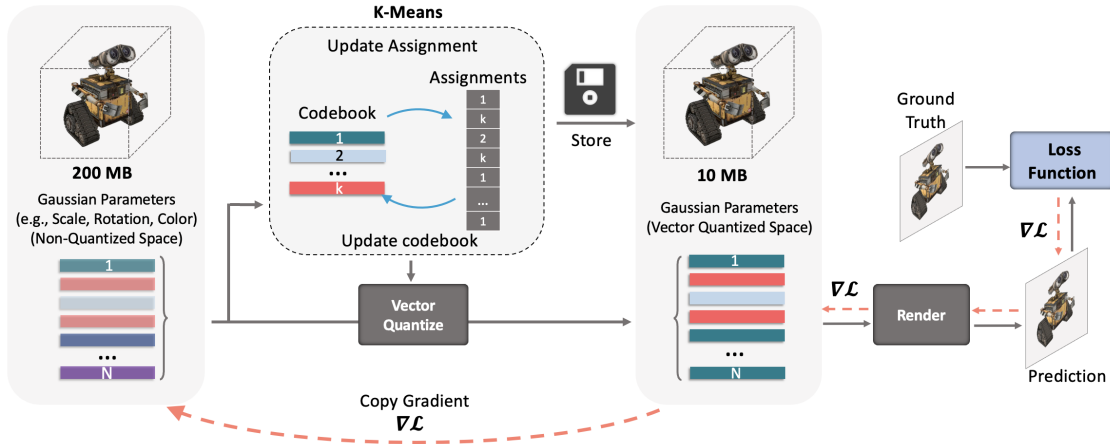 K-Means
Update Assignment
Assignments
Codebook
1
2
...
k
1
k
2
k
1
...
1
Update codebook
200 MB
Gaussian Parameters
(e.g., Scale, Rotation, Color)
(Non-Quantized Space)
1
...
N
Vector
Quantize
Store
10 MB
Gaussian Parameters
(Vector Quantized Space)
1
...
N
Ground
Truth
Loss
Function
∇ℒ
∇ℒ
Render
Prediction
Copy Gradient
∇ℒ